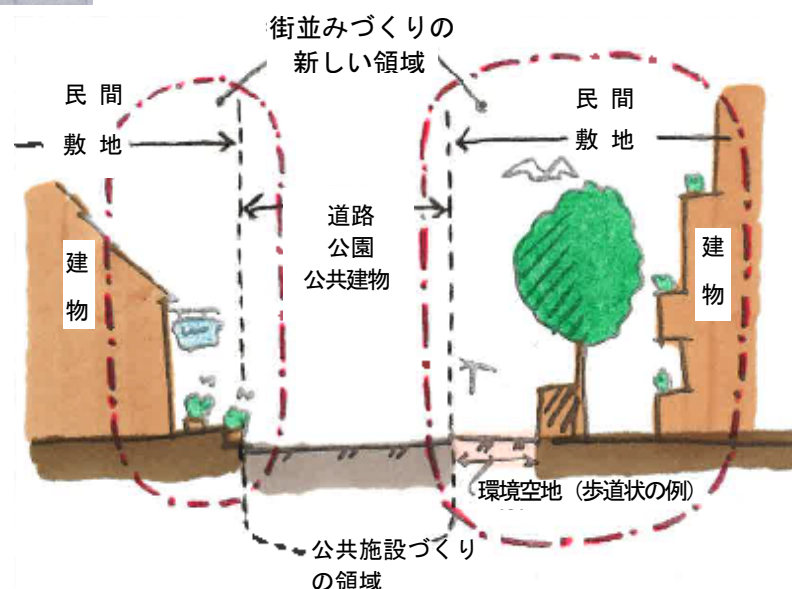 街並みづくりの
新しい領域
民間
敷地
民間
敷地
道路
公園
公共建物
建物
建物
環境空地（歩道状の例）
公共施設づくり
の領域